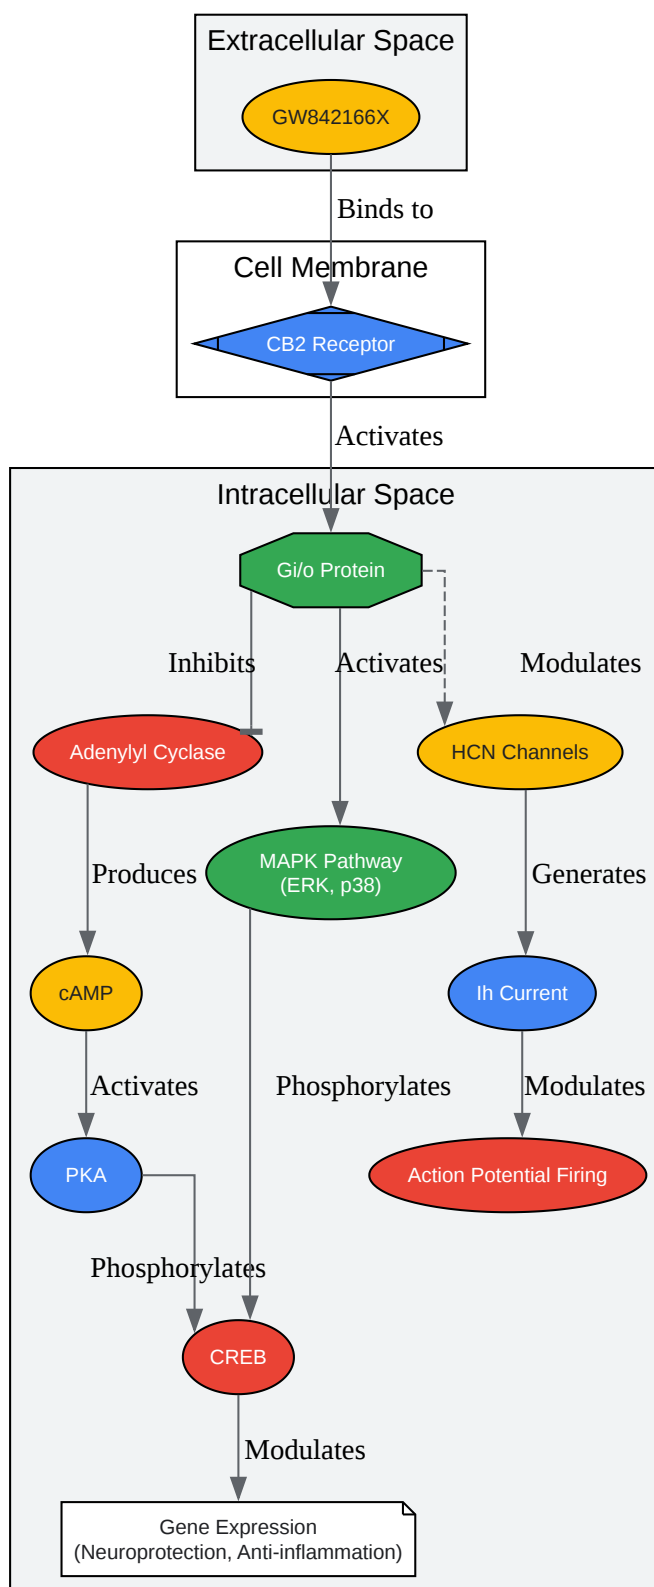 Extracellular Space
GW842166X
Binds to
Cell Membrane
CB2 Receptor
Activates
Intracellular Space
Gi/o Protein
Inhibits
Activates
Modulates
Adenylyl Cyclase
HCN Channels
MAPK Pathway
(ERK, p38)
Produces
Generates
cAMP
Ih Current
Activates
Phosphorylates
Modulates
PKA
Action Potential Firing
Phosphorylates
CREB
Modulates
Gene Expression
(Neuroprotection, Anti-inflammation)